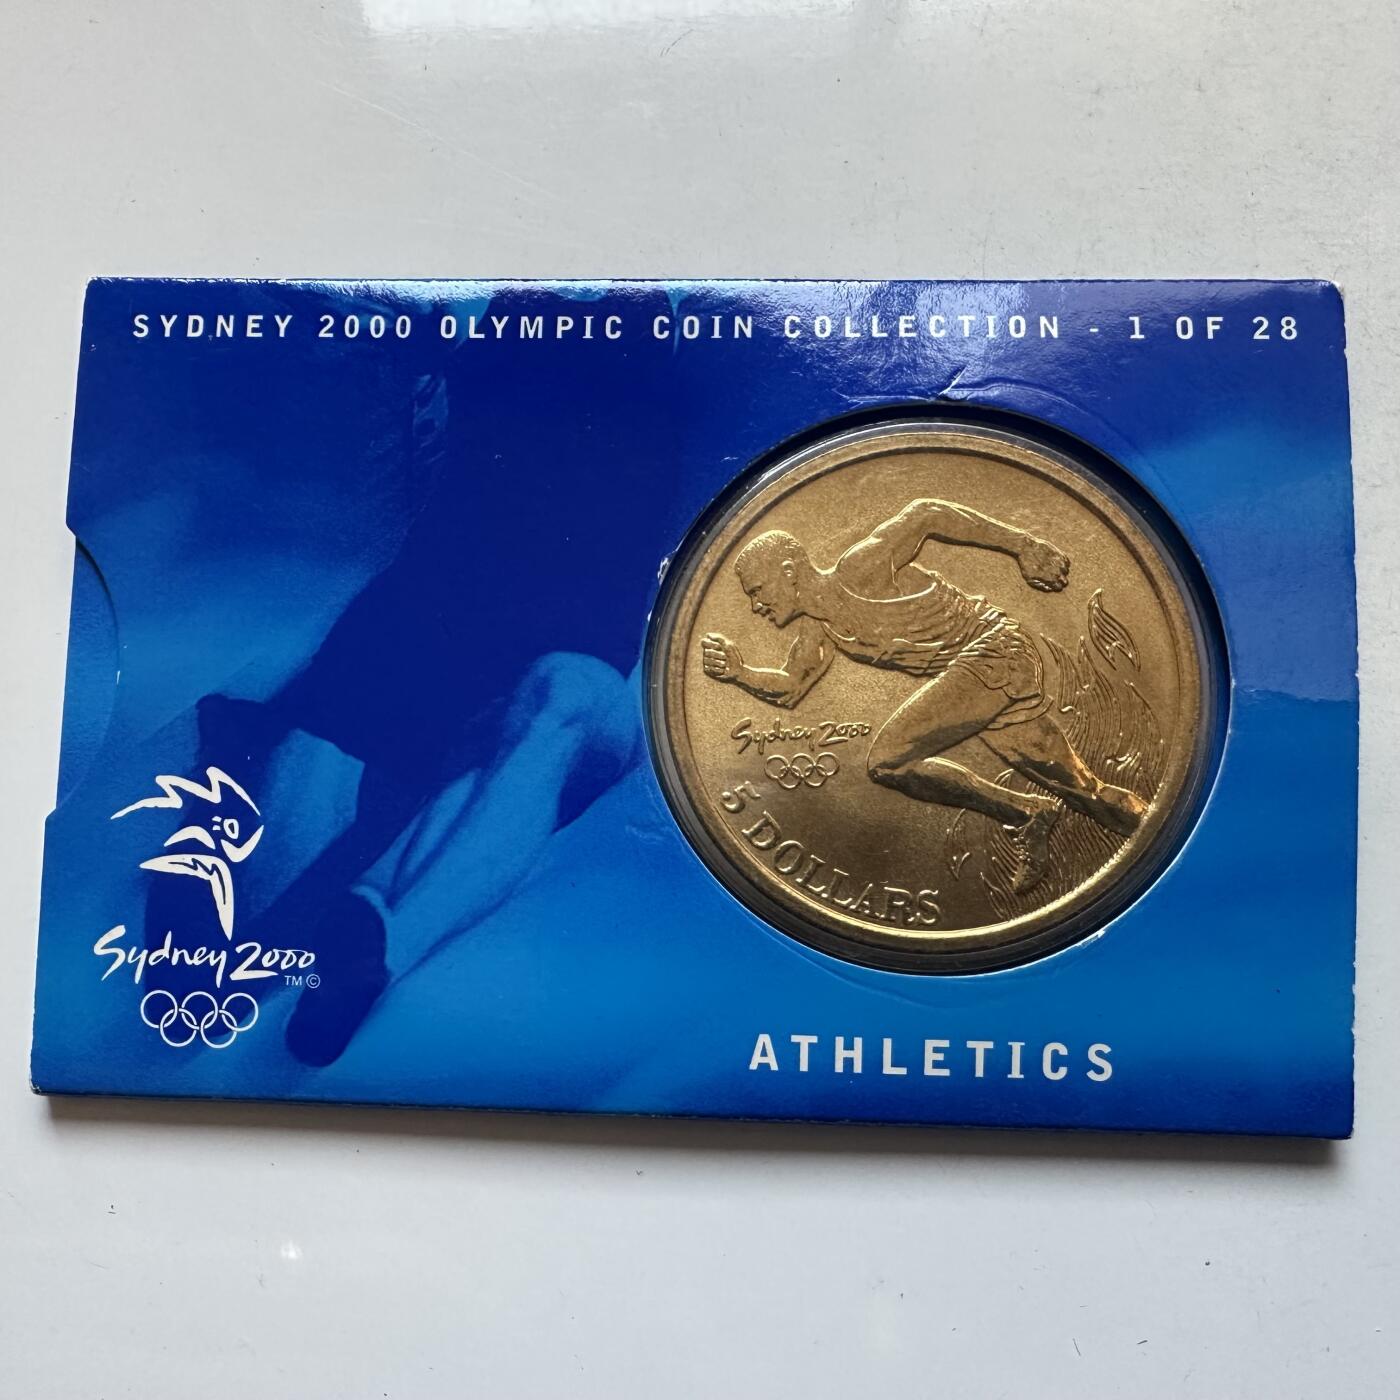 SYDNEY 2000 OLYMPIC COIN COLLECTION - 1 OF 28
Sydney 2000
5 DOLLARS
Sydney 2000
TM ©
ATHLETICS